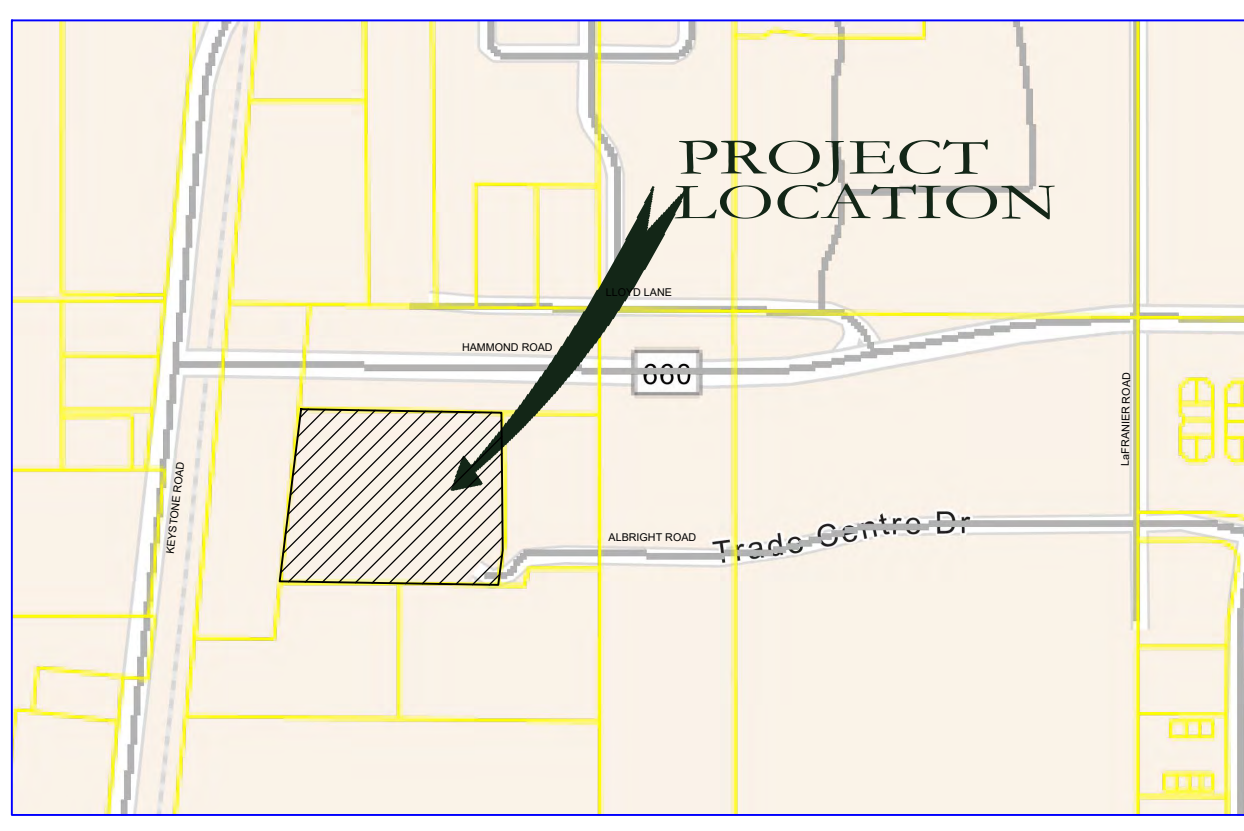 PROJECT
LOCATION
LLOYD LANE
HAMMOND ROAD
660
LaFRANIER ROAD
KEYSTONE ROAD
ALBRIGHT ROAD
Trade Centre Dr